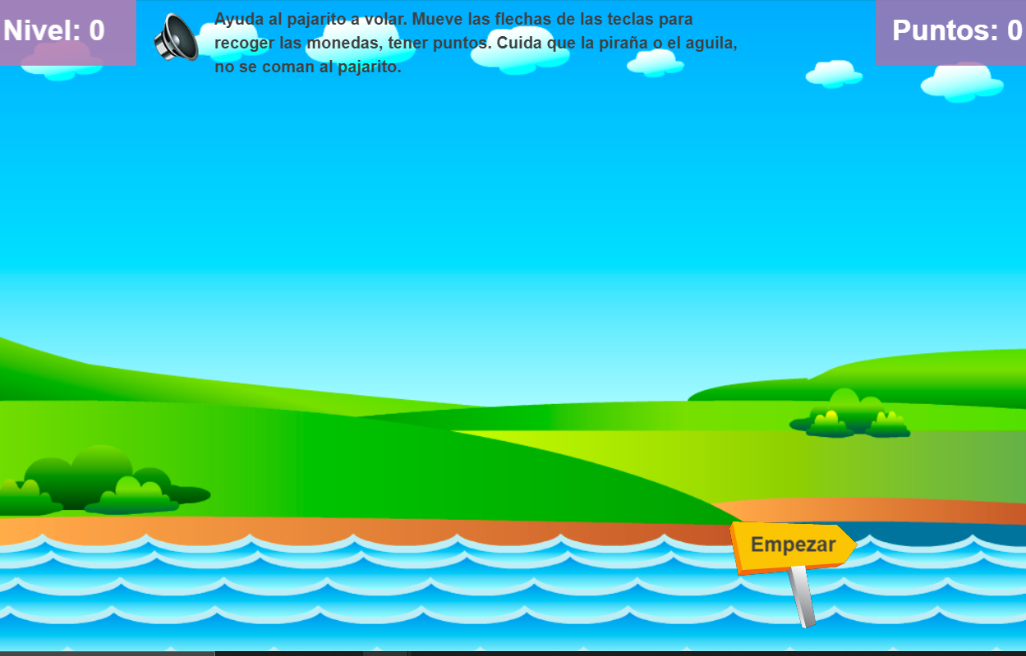 Nivel: 0
Ayuda al pajarito a volar. Mueve las flechas de las teclas para
recoger las monedas, tener puntos. Cuida que la piraña o el aguila,
no se coman al pajarito.
Puntos: 0
Empezar